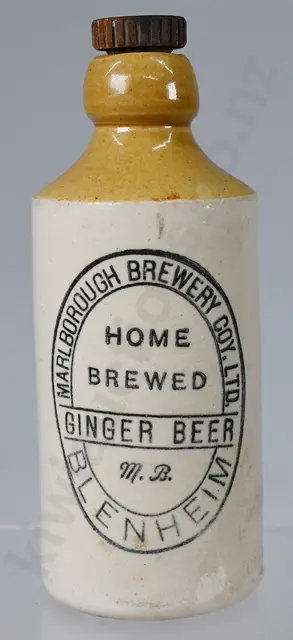 MARLBOROUGH BREWERY COY. LTD.
HOME
BREWED
GINGER BEER
M. B.
BLENHEIM